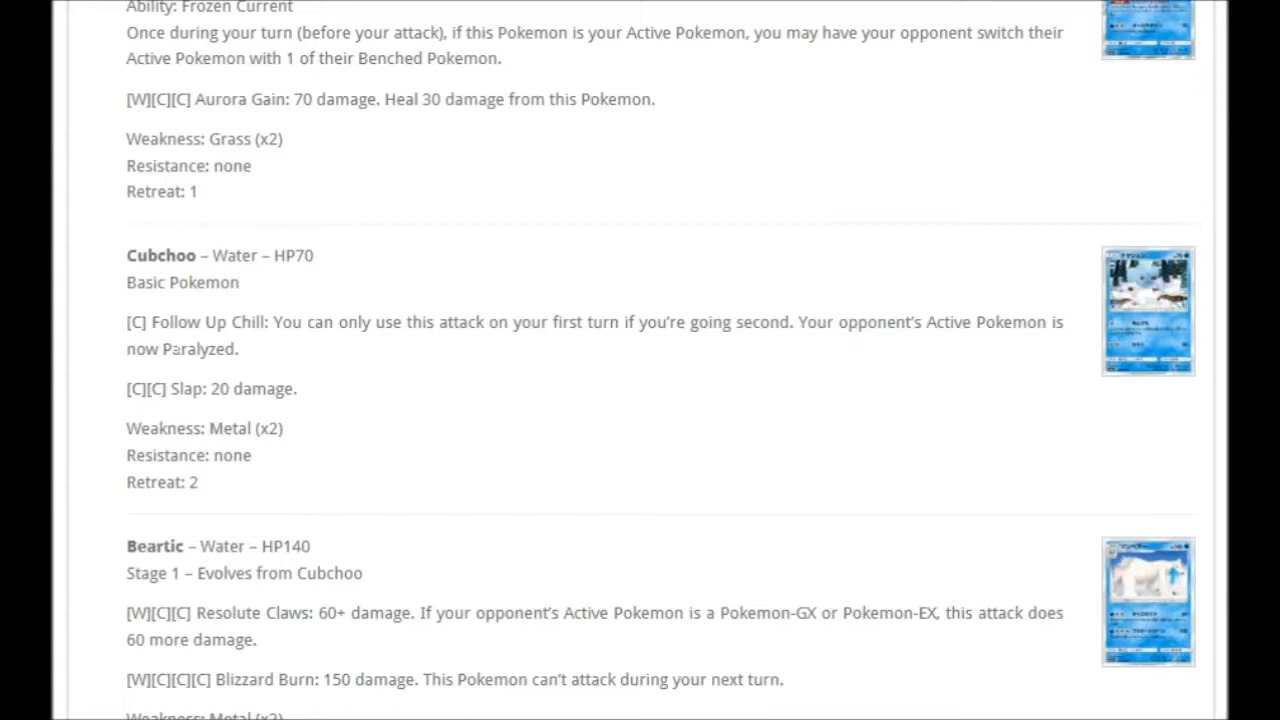 Ability: Frozen Current
Once during your turn (before your attack), if this Pokemon is your Active Pokemon, you may have your opponent switch their
Active Pokemon with 1 of their Benched Pokemon.
[W][C][C] Aurora Gain: 70 damage. Heal 30 damage from this Pokemon.
Weakness: Grass (x2)
Resistance: none
Retreat: 1
Cubchoo – Water – HP70
Basic Pokemon
[C] Follow Up Chill: You can only use this attack on your first turn if you’re going second. Your opponent’s Active Pokemon is
now Paralyzed.
[C][C] Slap: 20 damage.
Weakness: Metal (x2)
Resistance: none
Retreat: 2
Beartic – Water – HP140
Stage 1 – Evolves from Cubchoo
[W][C][C] Resolute Claws: 60+ damage. If your opponent’s Active Pokemon is a Pokemon-GX or Pokemon-EX, this attack does
60 more damage.
[W][C][C][C] Blizzard Burn: 150 damage. This Pokemon can’t attack during your next turn.
Weakness: Metal (x2)